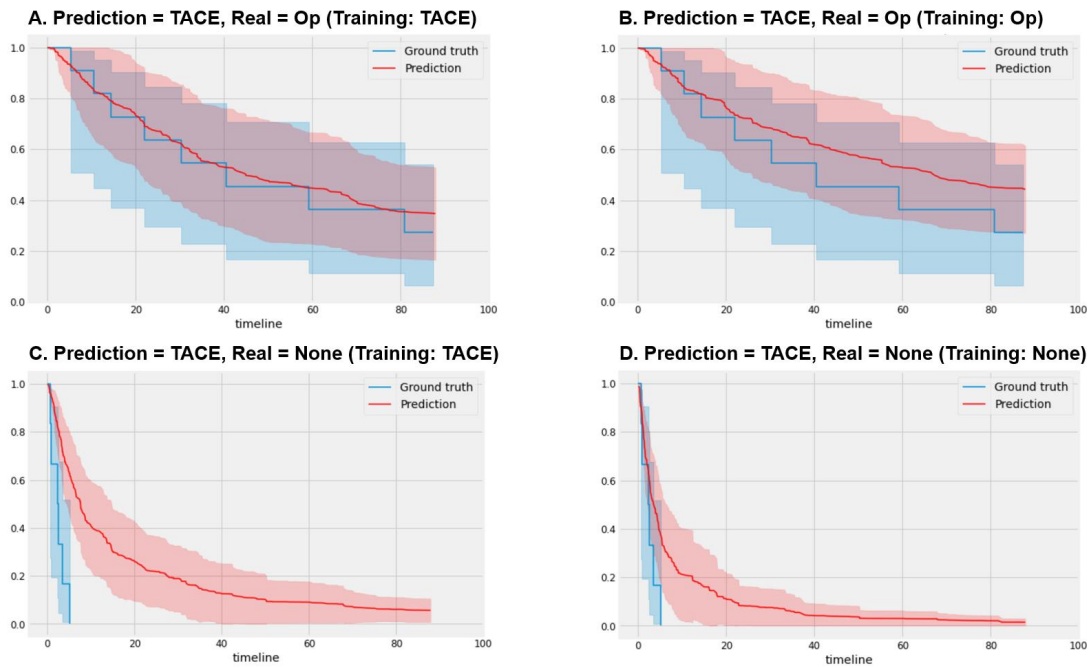 A. Prediction = TACE, Real = Op (Training: TACE)
1.0
0.8
0.6
0.4
0.2
0.0
Ground truth
Prediction
0 20 40 60 80 100
timeline
B. Prediction = TACE, Real = Op (Training: Op)
1.0
0.8
0.6
0.4
0.2
0.0
Ground truth
Prediction
0 20 40 60 80 100
timeline
C. Prediction = TACE, Real = None (Training: TACE)
1.0
0.8
0.6
0.4
0.2
0.0
Ground truth
Prediction
0 20 40 60 80 100
timeline
D. Prediction = TACE, Real = None (Training: None)
1.0
0.8
0.6
0.4
0.2
0.0
Ground truth
Prediction
0 20 40 60 80 100
timeline